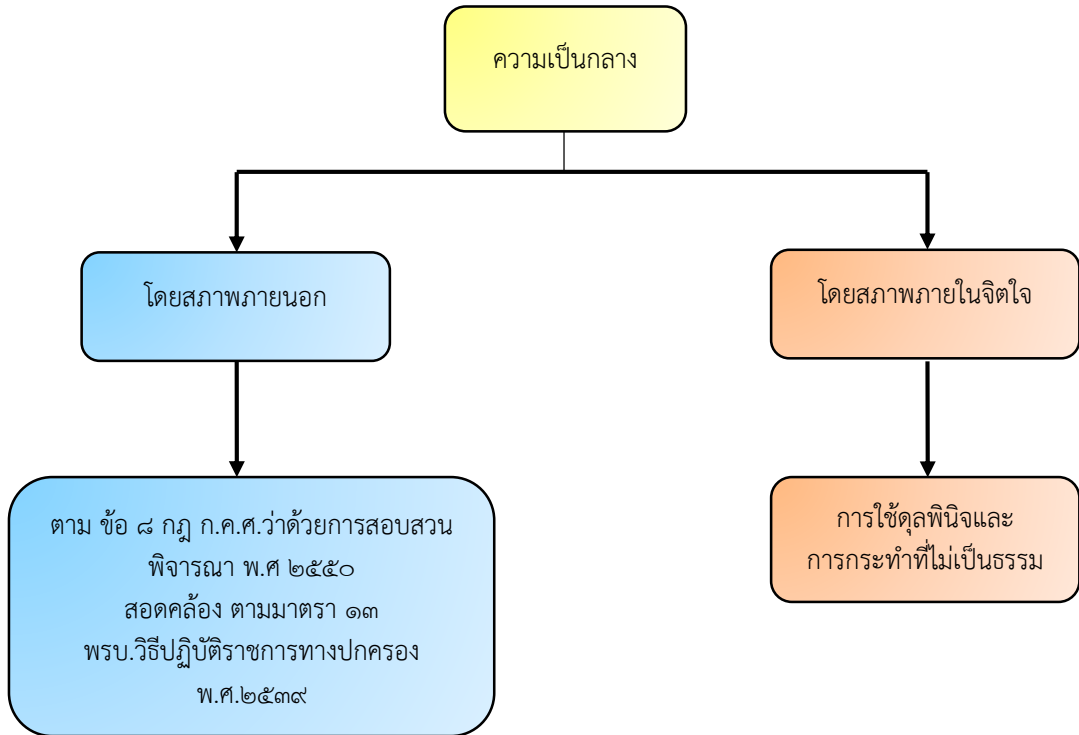 ความเป็นกลาง
โดยสภาพภายนอก
โดยสภาพภายในจิตใจ
ตาม ข้อ ๘ กฎ ก.ค.ศ.ว่าด้วยการสอบสวน
พิจารณา พ.ศ ๒๕๕๐
สอดคล้อง ตามมาตรา ๑๓
พรบ.วิธีปฏิบัติราชการทางปกครอง
พ.ศ.๒๕๓๙
การใช้ดุลพินิจและ
การกระทำที่ไม่เป็นธรรม